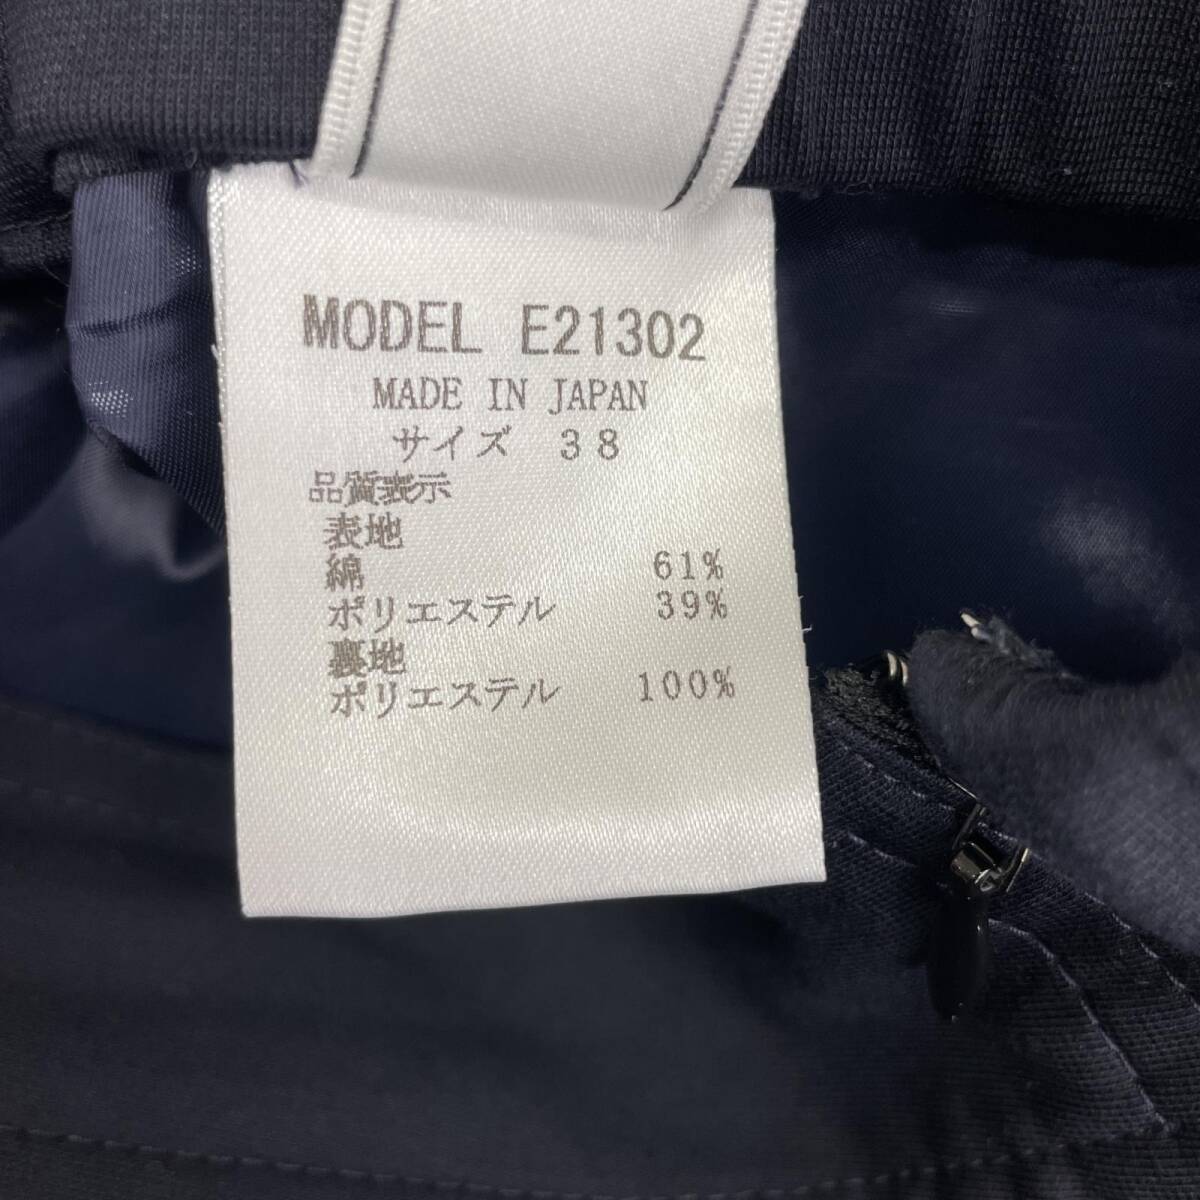 MODEL E21302
MADE IN JAPAN
サイズ 38
品質表示
表地
綿 61%
ポリエステル 39%
裏地
ポリエステル 100%